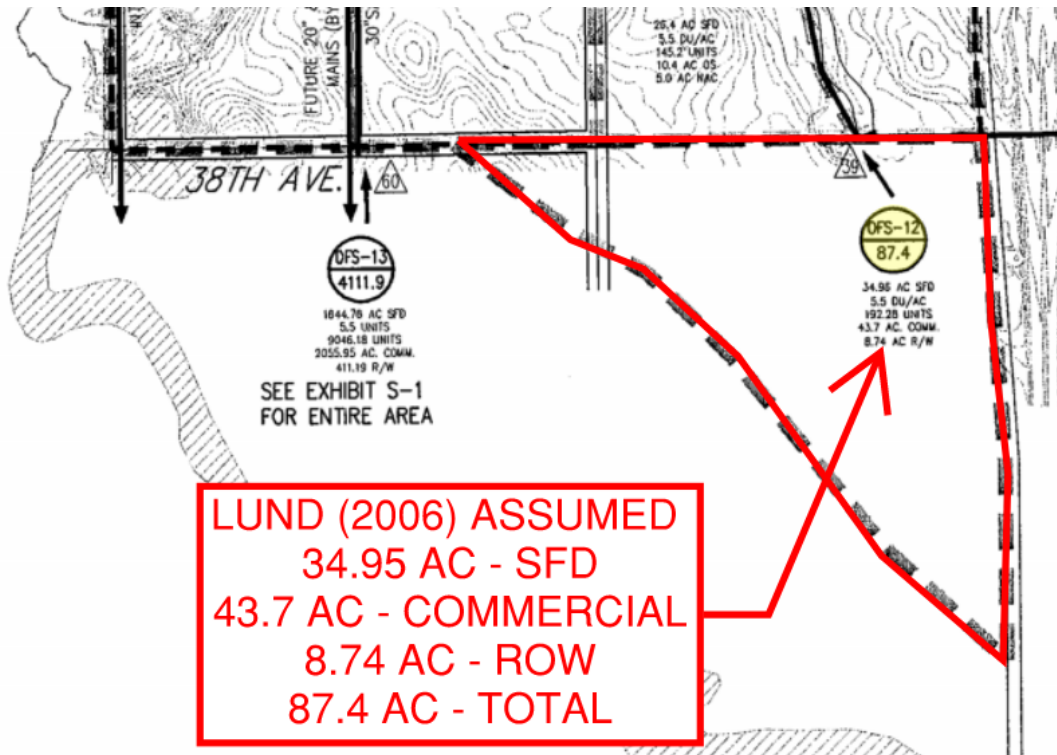 INT
FUTURE 20"
MAINS (BY
30
26.4 AC SFD
5.5 DU/AC
145.2 UNITS
10.4 AC OS
5.0 AC NAC
38TH AVE.
60
39
DFS-13
4111.9
1644.76 AC SFD
5.5 UNITS
9046.18 UNITS
2055.95 AC. COMM.
411.19 R/W
SEE EXHIBIT S-1
FOR ENTIRE AREA
DFS-12
87.4
34.96 AC SFD
5.5 DU/AC
192.28 UNITS
43.7 AC. COMM.
8.74 AC R/W
LUND (2006) ASSUMED
34.95 AC - SFD
43.7 AC - COMMERCIAL
8.74 AC - ROW
87.4 AC - TOTAL